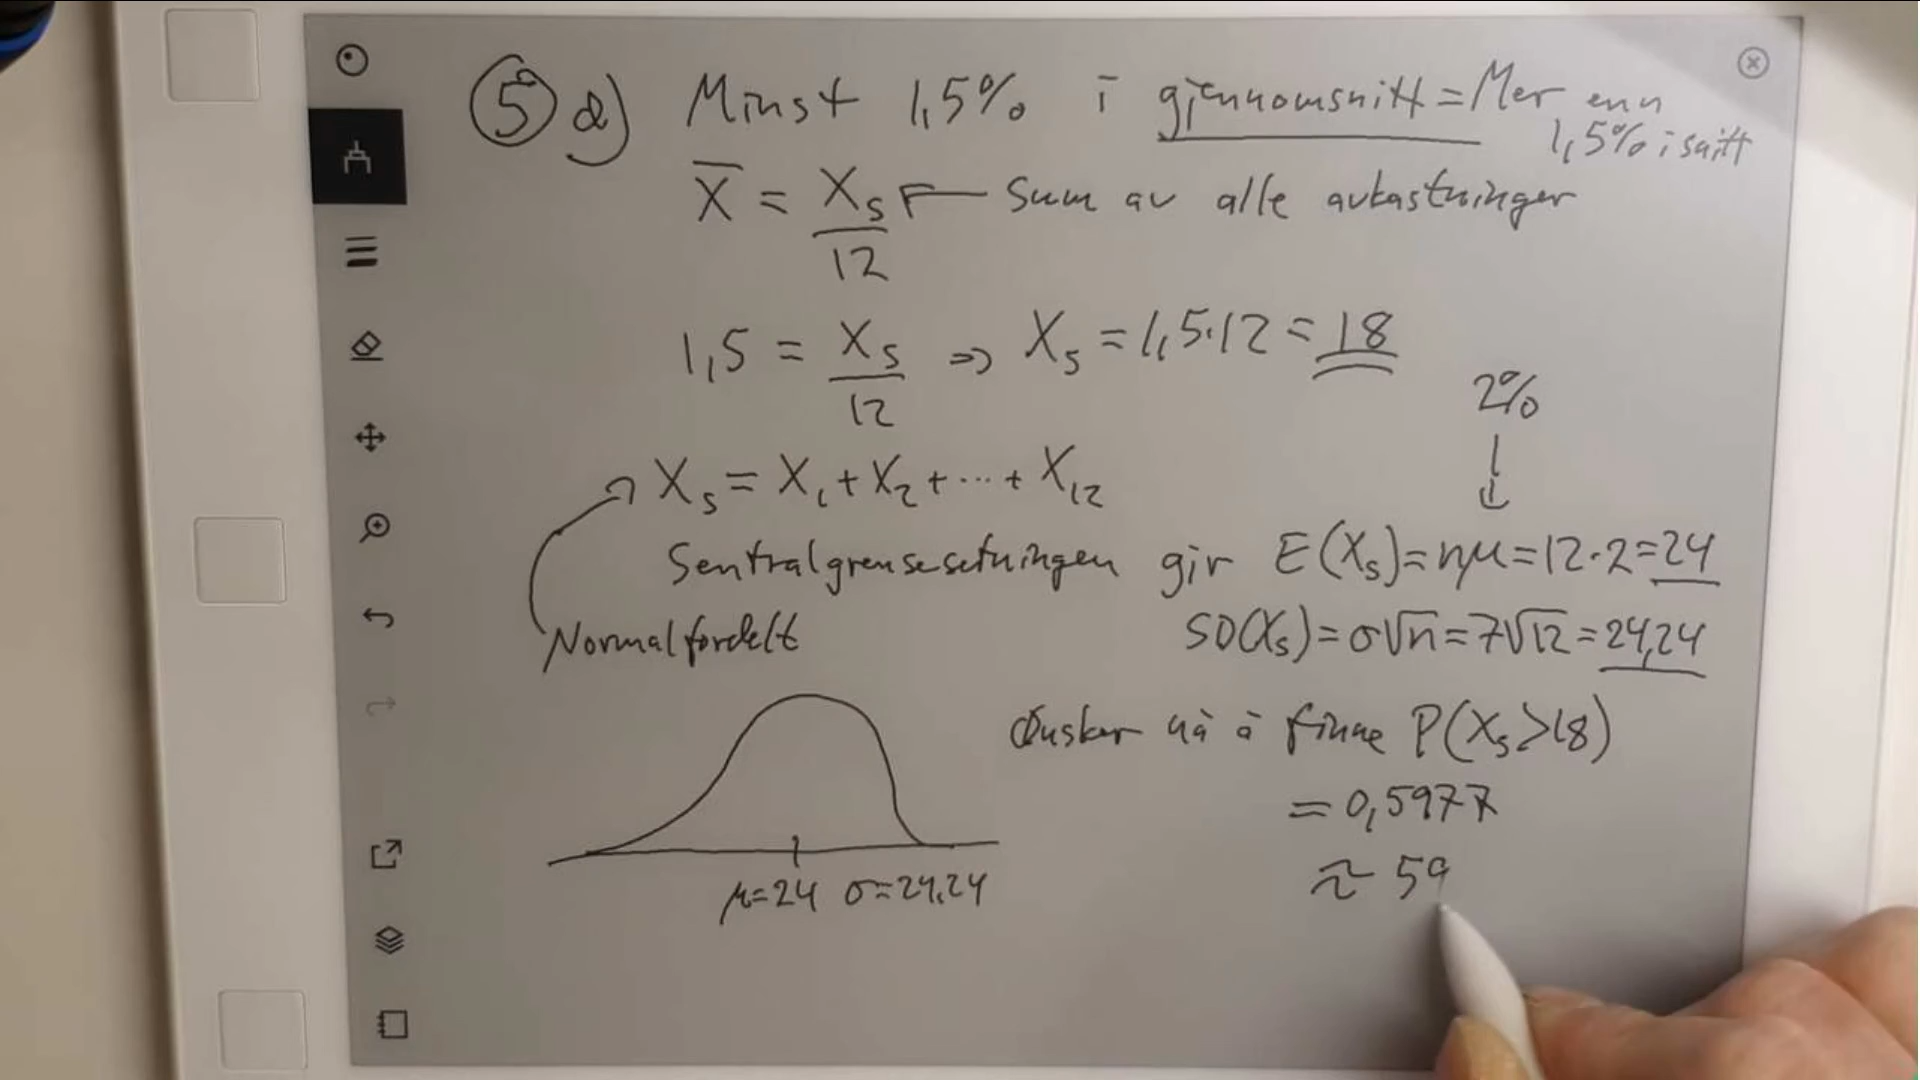 5 d) Minst 1,5% i gjennomsnitt = Mer enn
1,5% i snitt
X̄ = Xs/12 ← Sum av alle avkastninger
1,5 = Xs/12 ⇒ Xs = 1,5·12 = 18
2%
↓
Xs = X1 + X2 + ... + X12
Sentralgrensesetningen gir E(Xs) = nμ = 12·2 = 24
Normalfordelt
SD(Xs) = σ√n = 7√12 = 24,24
Ønsker nå å finne P(Xs > 18)
= 0,5977
≈ 59
μ = 24 σ = 24,24